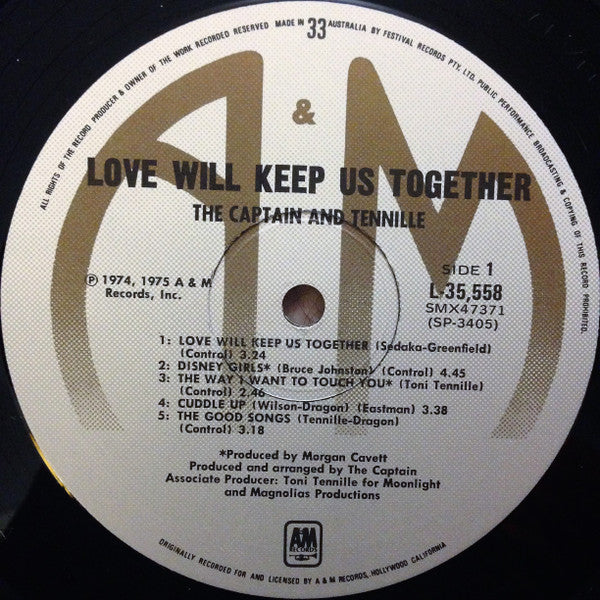 ALL RIGHTS OF THE RECORD PRODUCER & OWNER OF THE WORK RECORDED RESERVED MADE IN AUSTRALIA BY FESTIVAL RECORDS PTY. LTD. PUBLIC PERFORMANCE BROADCASTING & COPYING OF THIS RECORD PROHIBITED.
33
A & M
LOVE WILL KEEP US TOGETHER
THE CAPTAIN AND TENNILLE
℗ 1974, 1975 A & M
Records, Inc.
SIDE 1
L-35,558
SMX47371
(SP-3405)
1: LOVE WILL KEEP US TOGETHER (Sedaka-Greenfield)
(Control) 3.24
2: DISNEY GIRLS* (Bruce Johnston) (Control) 4.45
3: THE WAY I WANT TO TOUCH YOU* (Toni Tennille)
(Control) 2.46
4: CUDDLE UP (Wilson-Dragon) (Eastman) 3.38
5: THE GOOD SONGS (Tennille-Dragon)
(Control) 3.18
*Produced by Morgan Cavett
Produced and arranged by The Captain
Associate Producer: Toni Tennille for Moonlight
and Magnolias Productions
A&M
RECORDS
ORIGINALLY RECORDED FOR AND LICENSED BY A & M RECORDS, HOLLYWOOD CALIFORNIA